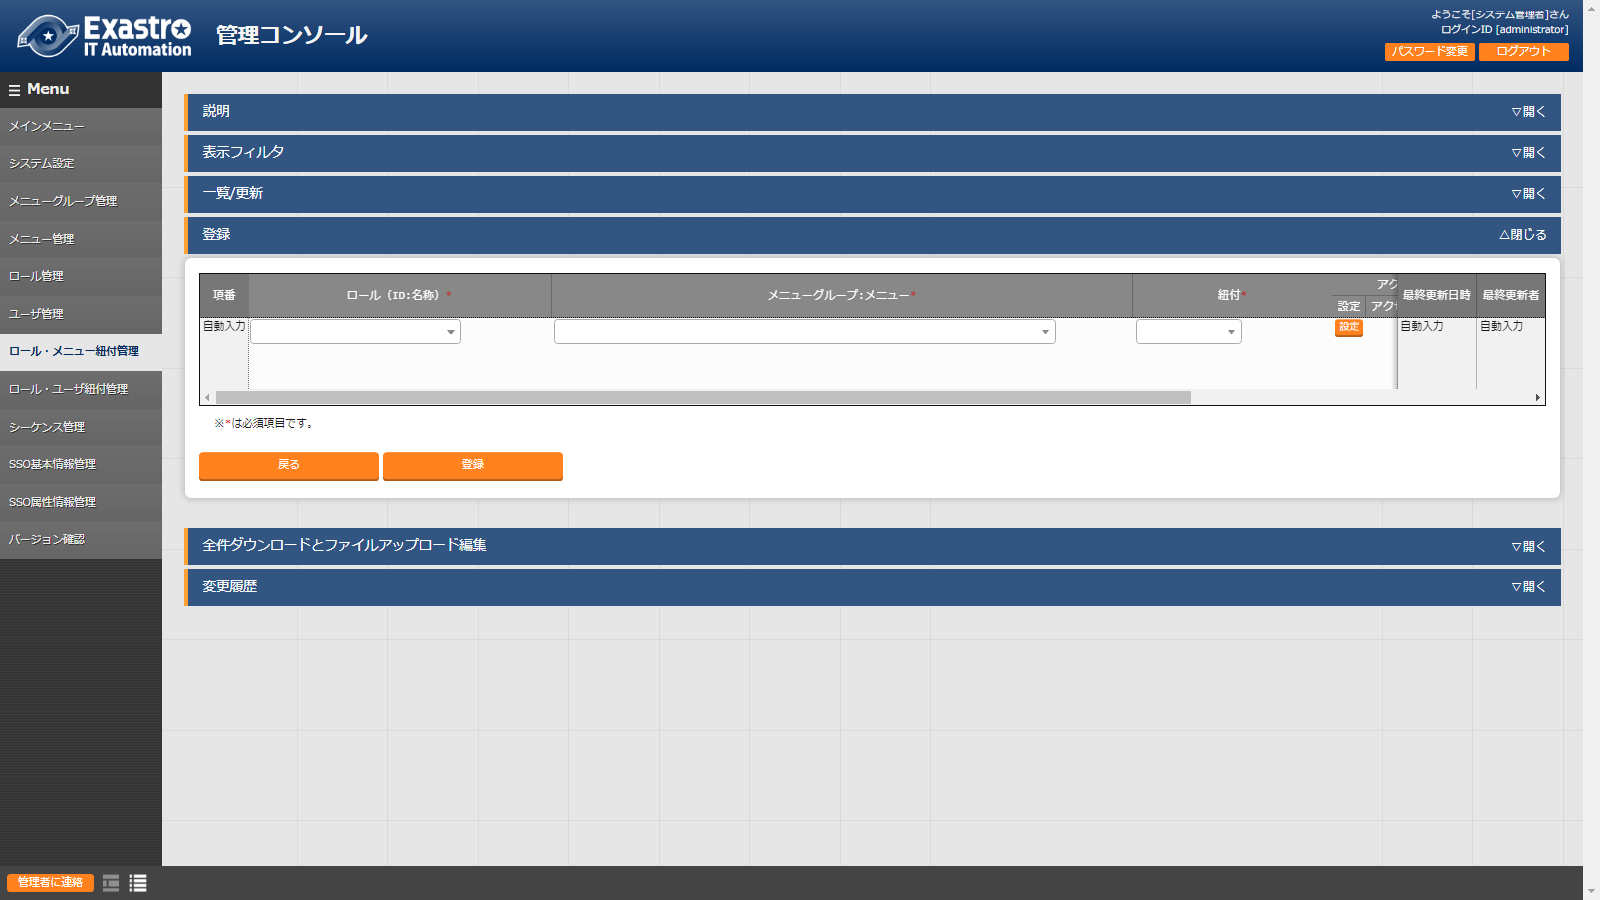 Exastro
IT Automation
管理コンソール
ようこそ[システム管理者]さん
ログインID [administrator]
パスワード変更
ログアウト
Menu
メインメニュー
システム設定
メニューグループ管理
メニュー管理
ロール管理
ユーザ管理
ロール・メニュー紐付管理
ロール・ユーザ紐付管理
シーケンス管理
SSO基本情報管理
SSO属性情報管理
バージョン確認
説明
▽開く
表示フィルタ
▽開く
一覧/更新
▽開く
登録
△閉じる
項番
ロール（ID:名称）*
メニューグループ:メニュー*
紐付*
アク
設定
アクセ
最終更新日時
最終更新者
自動入力
設定
自動入力
自動入力
※*は必須項目です。
戻る
登録
全件ダウンロードとファイルアップロード編集
▽開く
変更履歴
▽開く
管理者に連絡